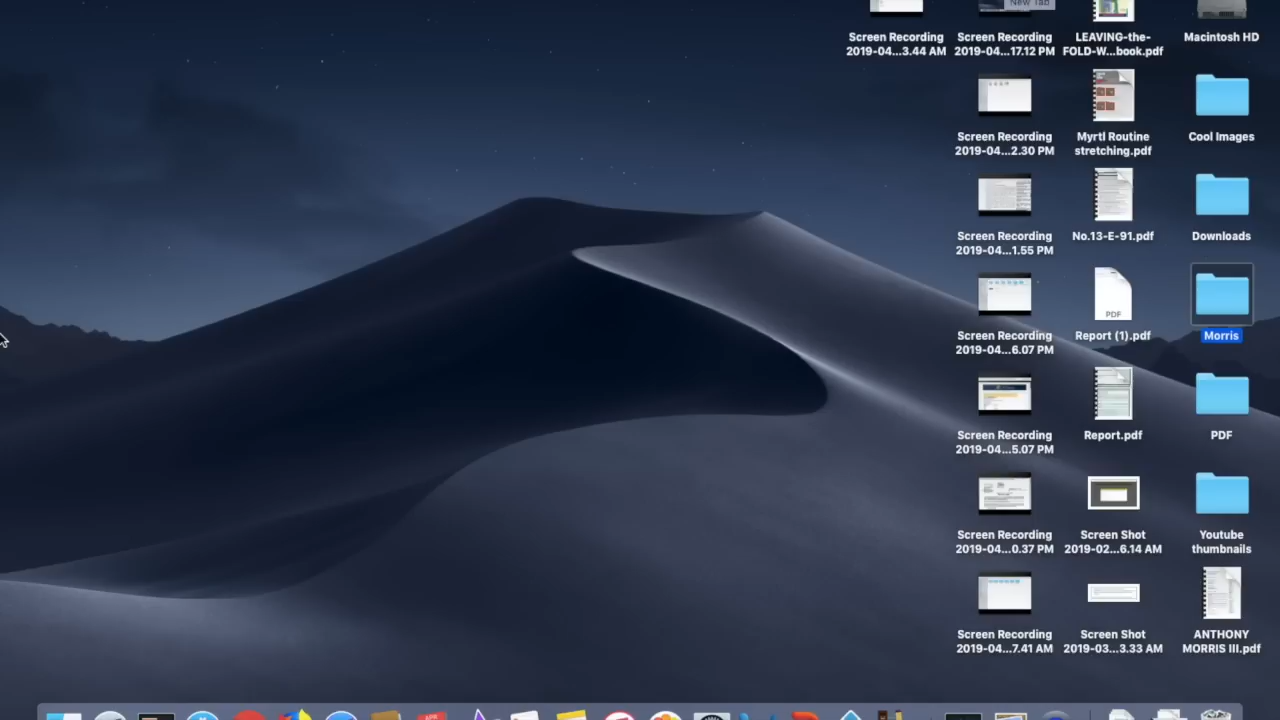 New Tab
Screen Recording
2019-04...3.44 AM
Screen Recording
2019-04...17.12 PM
LEAVING-the-
FOLD-W...book.pdf
Macintosh HD
Screen Recording
2019-04...2.30 PM
Myrtl Routine
stretching.pdf
Cool Images
Screen Recording
2019-04...1.55 PM
No.13-E-91.pdf
Downloads
Screen Recording
2019-04...6.07 PM
PDF
Report (1).pdf
Morris
Screen Recording
2019-04...5.07 PM
Report.pdf
PDF
Screen Recording
2019-04...0.37 PM
Screen Shot
2019-02...6.14 AM
Youtube
thumbnails
Screen Recording
2019-04...7.41 AM
Screen Shot
2019-03...3.33 AM
ANTHONY
MORRIS III.pdf